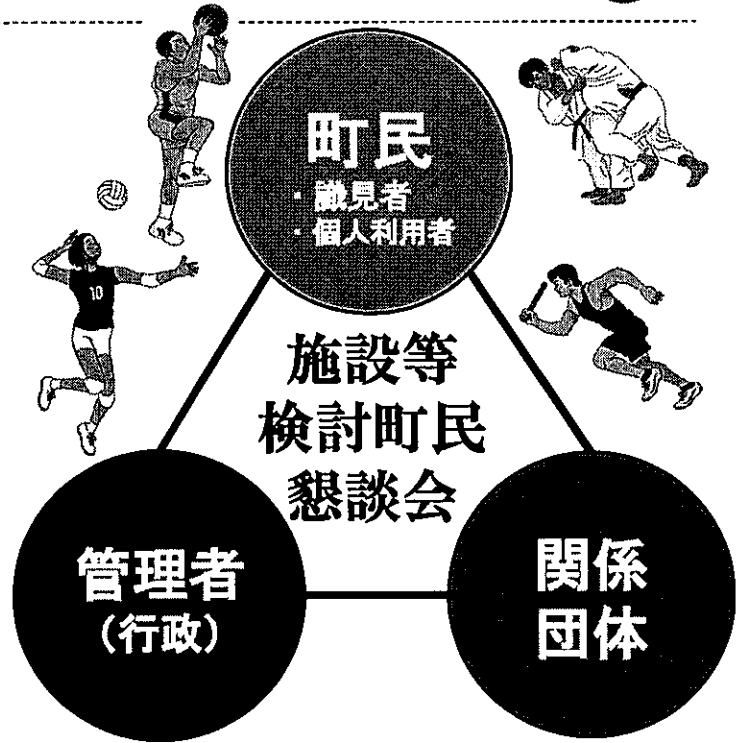 町民
・識見者
・個人利用者
施設等
検討町民
懇談会
管理者
(行政)
関係
団体
10